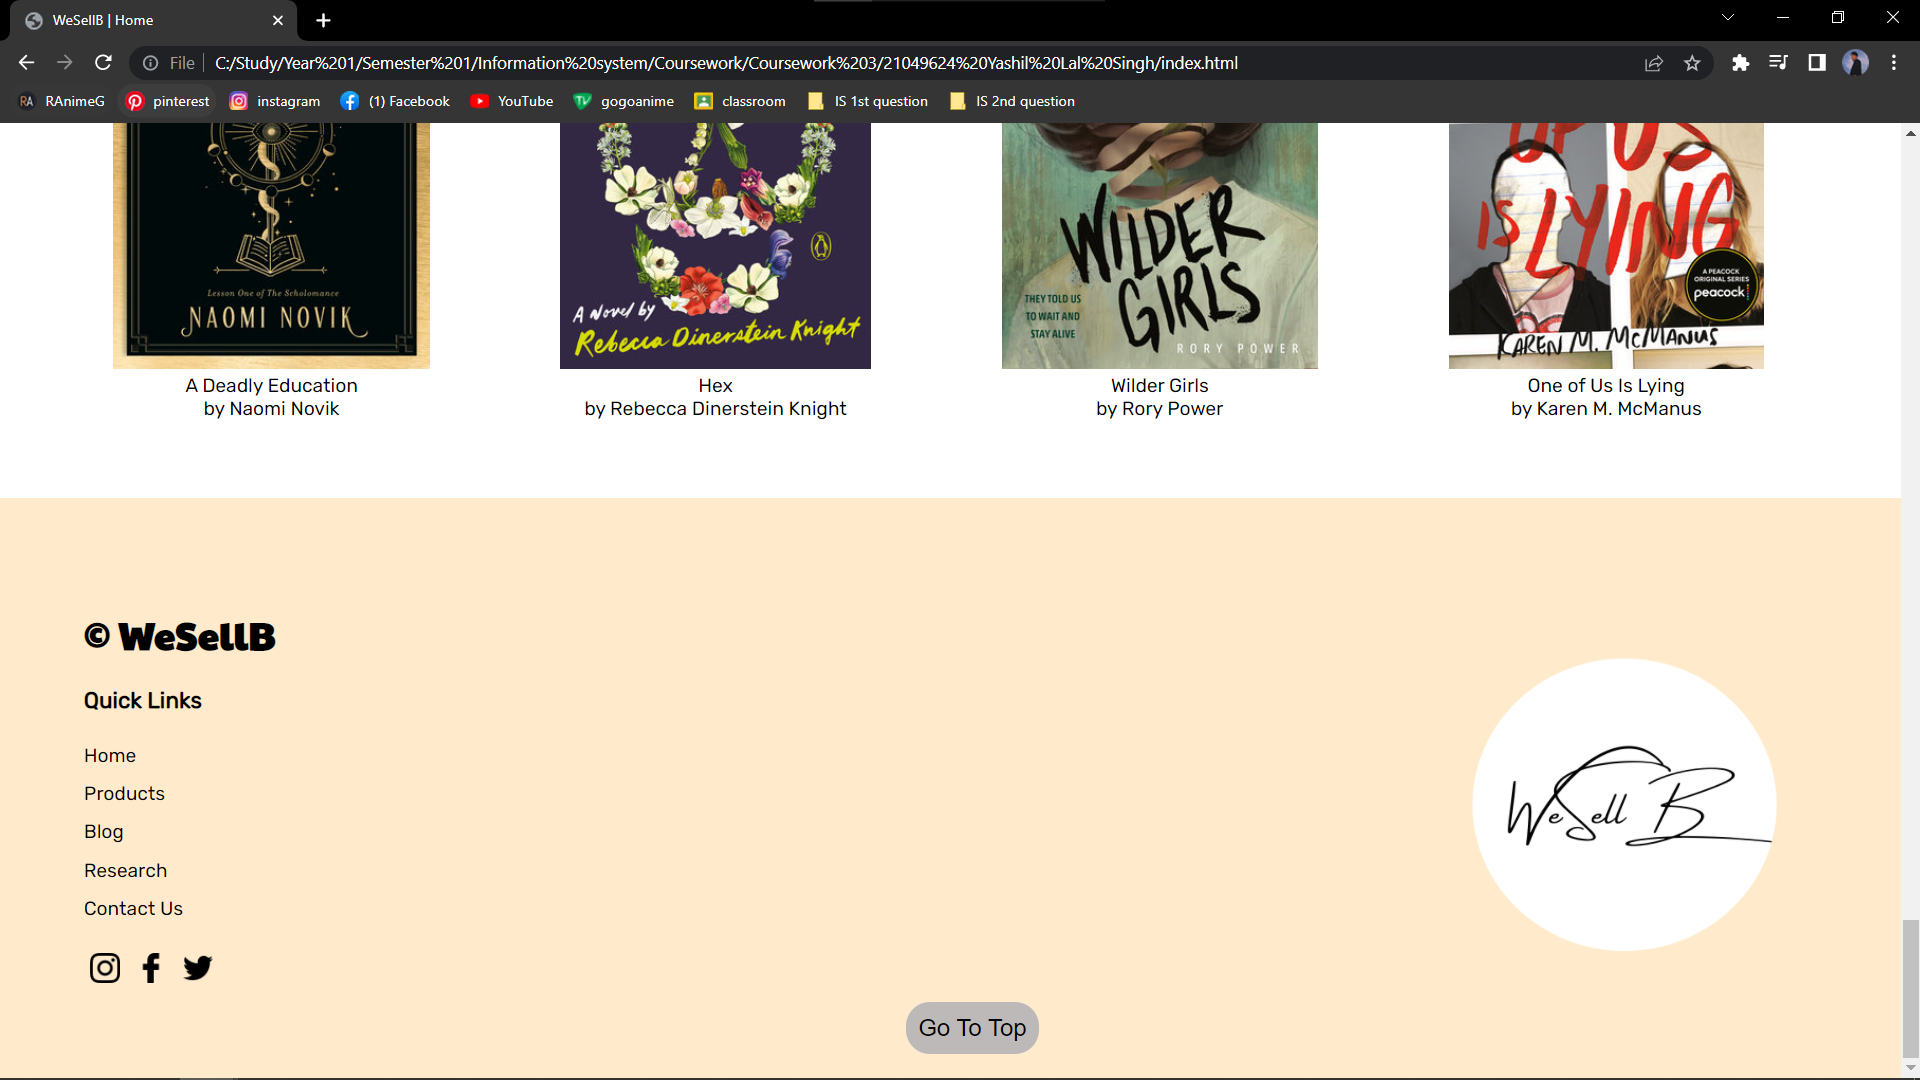 WeSellB | Home
File
C:/Study/Year%201/Semester%201/Information%20system/Coursework/Coursework%203/21049624%20Yashil%20Lal%20Singh/index.html
RA RAnimeG pinterest instagram (1) Facebook YouTube gogoanime classroom IS 1st question IS 2nd question
Lesson One of The Scholomance
NAOMI NOVIK
A Novel by
Rebecca Dinerstein Knight
WILDER
GIRLS
THEY TOLD US
TO WAIT AND
STAY ALIVE
RORY POWER
OF US
IS LYING
A PEACOCK
ORIGINAL SERIES
peacock
KAREN M. McMANUS
A Deadly Education
by Naomi Novik
Hex
by Rebecca Dinerstein Knight
Wilder Girls
by Rory Power
One of Us Is Lying
by Karen M. McManus
© WeSellB
Quick Links
Home
Products
Blog
Research
Contact Us
WeSell B
Go To Top